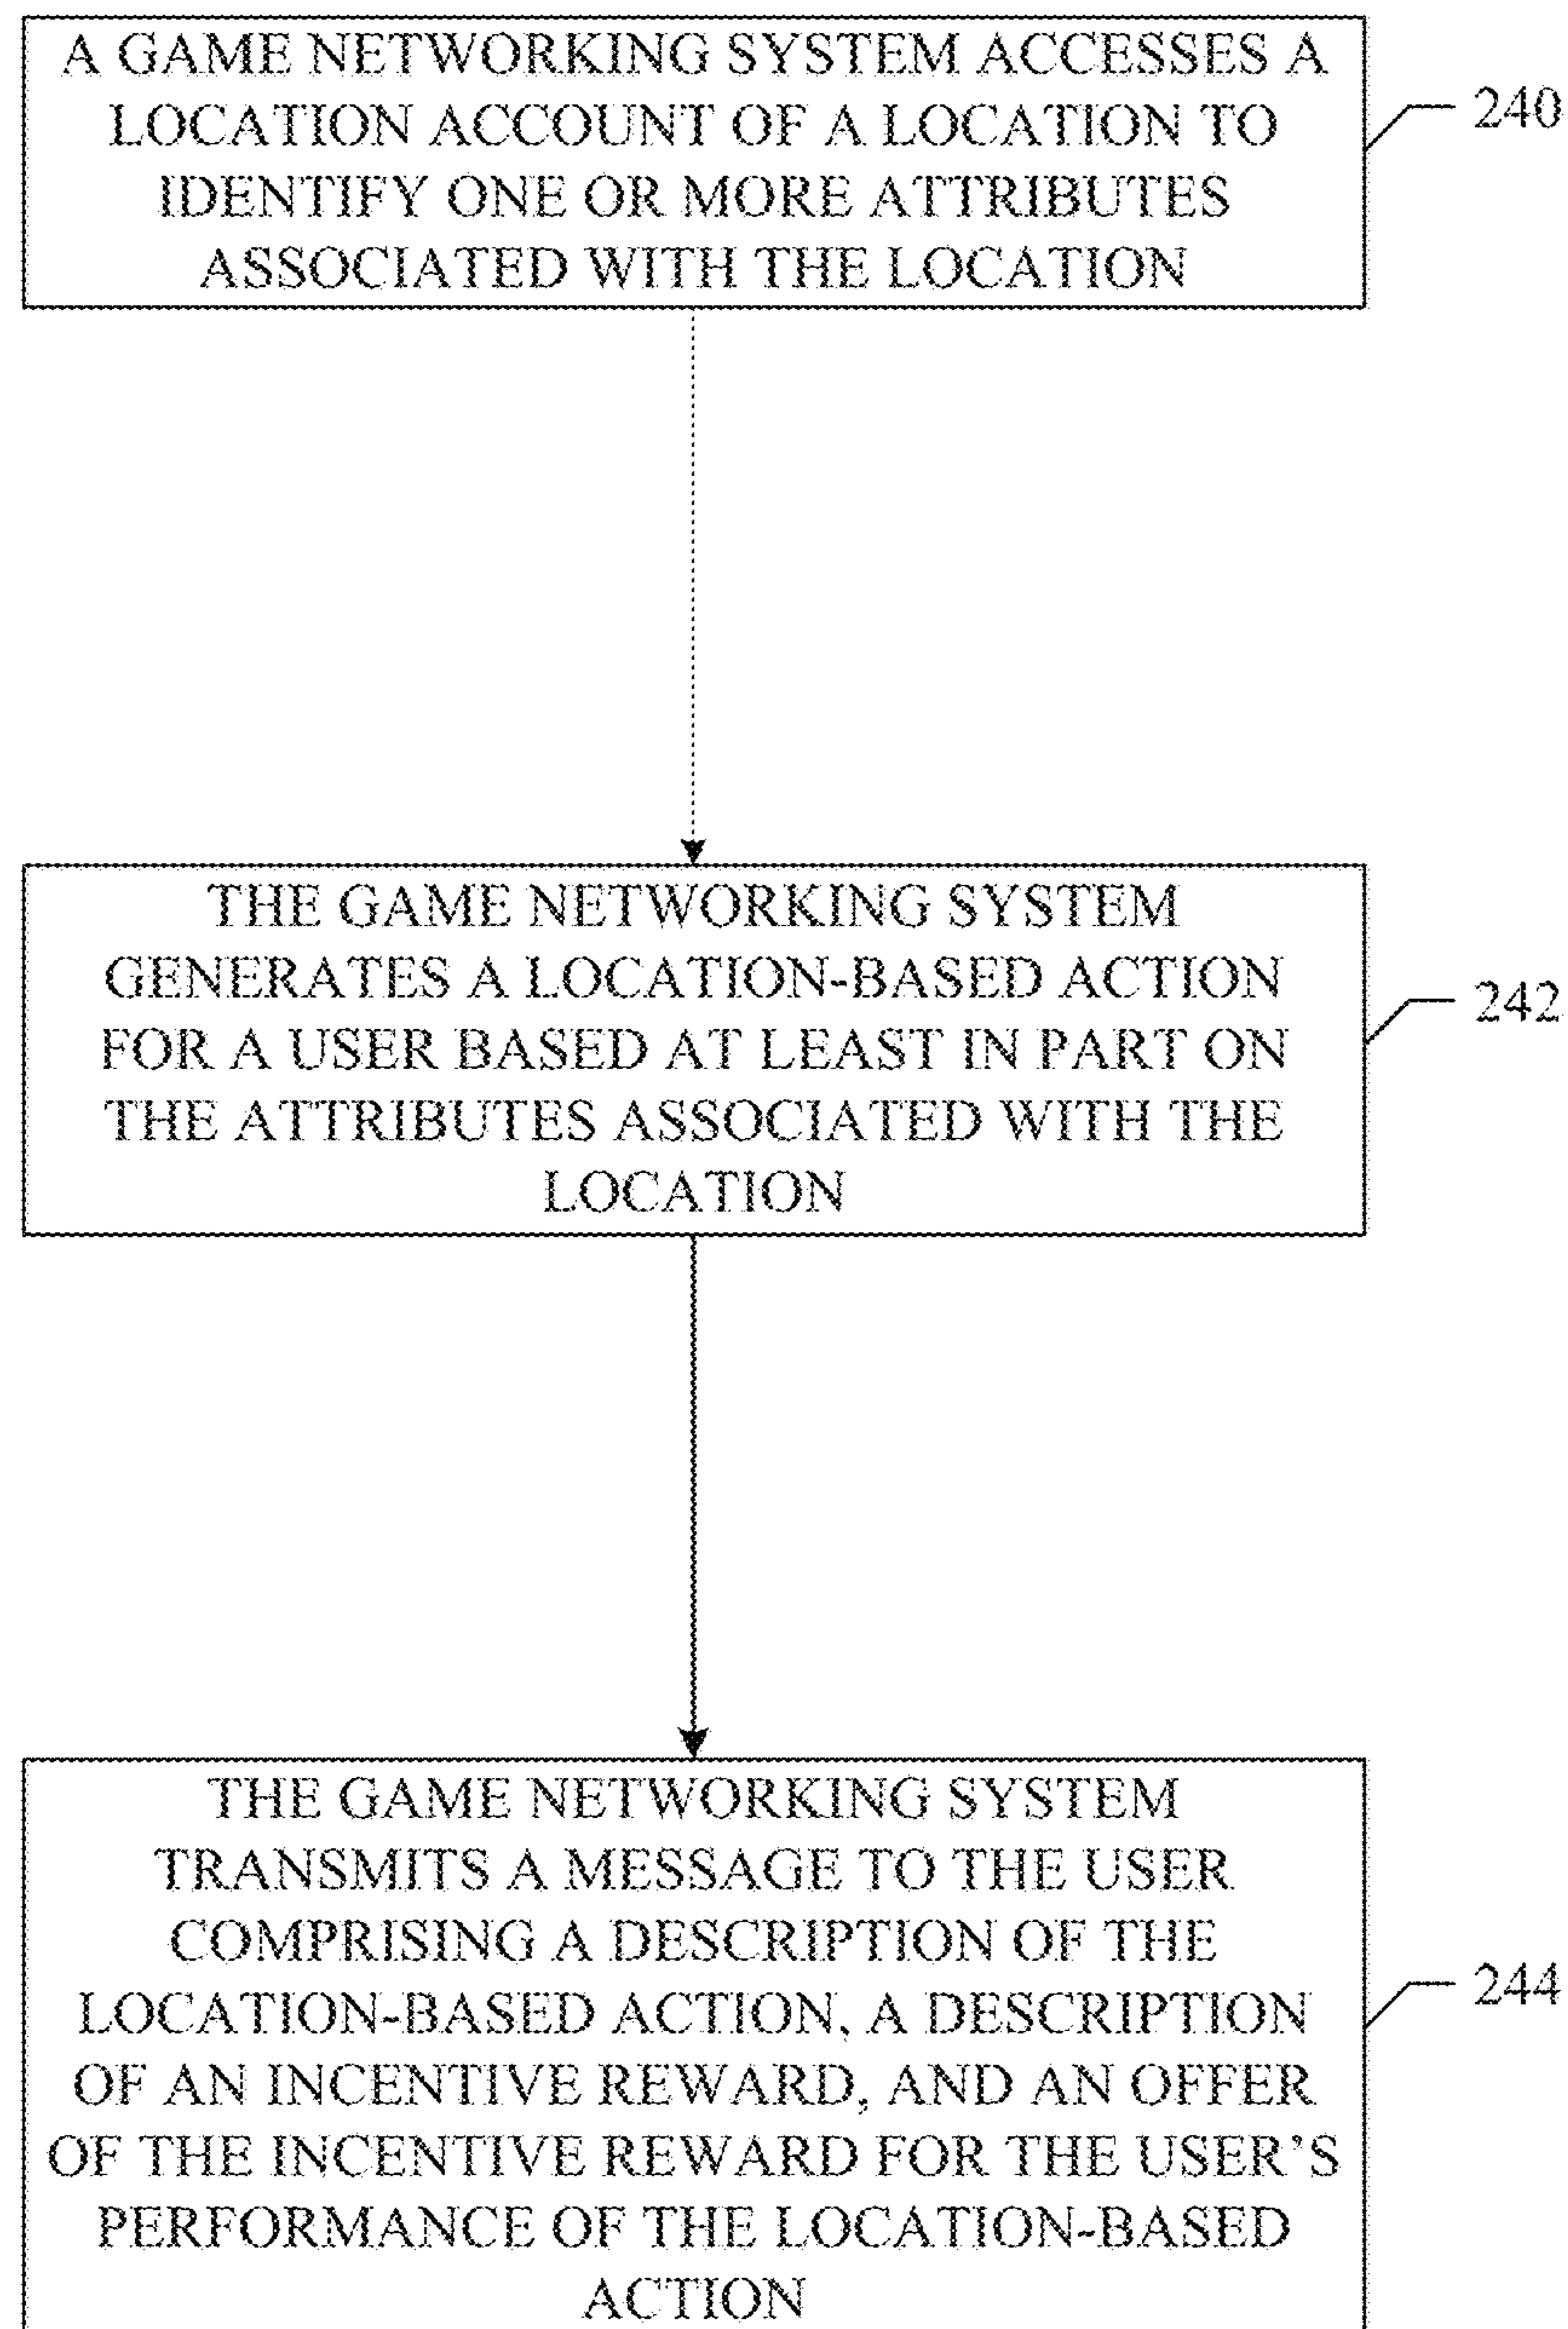 A GAME NETWORKING SYSTEM ACCESSES A
LOCATION ACCOUNT OF A LOCATION TO
IDENTIFY ONE OR MORE ATTRIBUTES
ASSOCIATED WITH THE LOCATION
240
THE GAME NETWORKING SYSTEM
GENERATES A LOCATION-BASED ACTION
FOR A USER BASED AT LEAST IN PART ON
THE ATTRIBUTES ASSOCIATED WITH THE
LOCATION
242
THE GAME NETWORKING SYSTEM
TRANSMITS A MESSAGE TO THE USER
COMPRISING A DESCRIPTION OF THE
LOCATION-BASED ACTION, A DESCRIPTION
OF AN INCENTIVE REWARD, AND AN OFFER
OF THE INCENTIVE REWARD FOR THE USER’S
PERFORMANCE OF THE LOCATION-BASED
ACTION
244